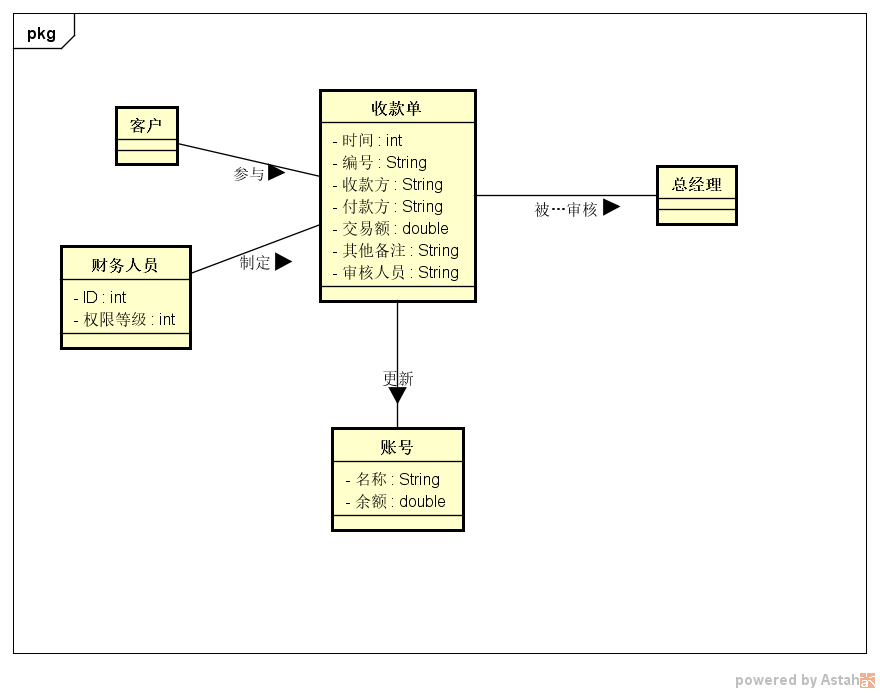 pkg
客户
参与
财务人员
- ID : int
- 权限等级 : int
制定
收款单
- 时间 : int
- 编号 : String
- 收款方 : String
- 付款方 : String
- 交易额 : double
- 其他备注 : String
- 审核人员 : String
被…审核
总经理
更新
账号
- 名称 : String
- 余额 : double
powered by Astah